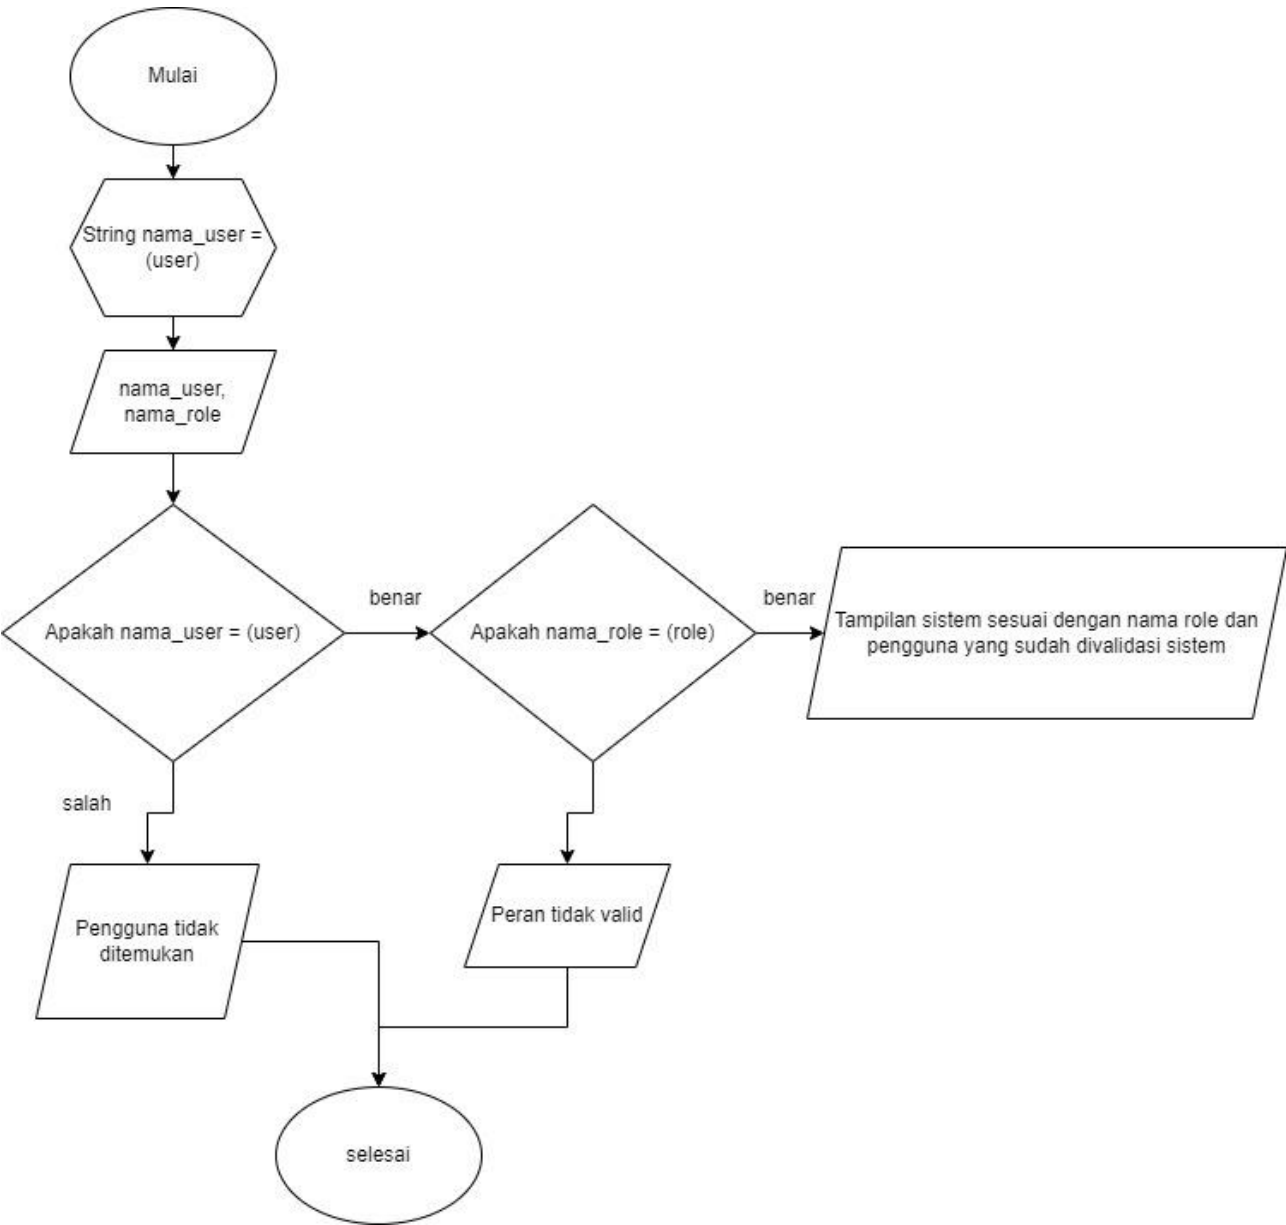 Mulai
String nama_user =
(user)
nama_user,
nama_role
Apakah nama_user = (user)
benar
Apakah nama_role = (role)
benar
Tampilan sistem sesuai dengan nama role dan
pengguna yang sudah divalidasi sistem
salah
Pengguna tidak
ditemukan
Peran tidak valid
selesai